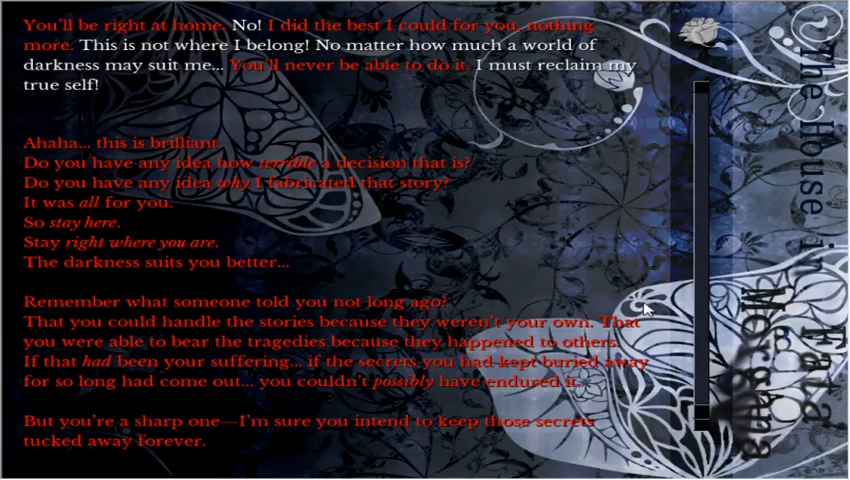 You'll be right at home. No! I did the best I could for you, nothing
more. This is not where I belong! No matter how much a world of
darkness may suit me... You'll never be able to do it. I must reclaim my
true self!
Ahaha... this is brilliant.
Do you have any idea how terrible a decision that is?
Do you have any idea why I fabricated that story?
It was all for you.
So stay here.
Stay right where you are.
The darkness suits you better...
Remember what someone told you not long ago?
That you could handle the stories because they weren't your own. That
you were able to bear the tragedies because they happened to others.
If that had been your suffering... if the secrets you had kept buried away
for so long had come out... you couldn't possibly have endured it.
But you're a sharp one—I'm sure you intend to keep those secrets
tucked away forever.
The House in
Fata
Morgana